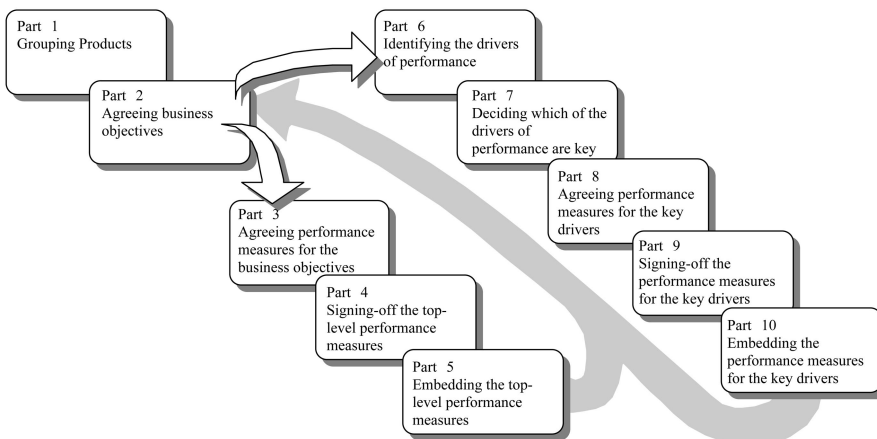 Part 1
Grouping Products
Part 2
Agreeing business
objectives
Part 3
Agreeing performance
measures for the
business objectives
Part 4
Signing-off the top-
level performance
measures
Part 5
Embedding the top-
level performance
measures
Part 6
Identifying the drivers
of performance
Part 7
Deciding which of the
drivers of
performance are key
Part 8
Agreeing performance
measures for the key
drivers
Part 9
Signing-off the
performance measures
for the key drivers
Part 10
Embedding the
performance measures
for the key drivers